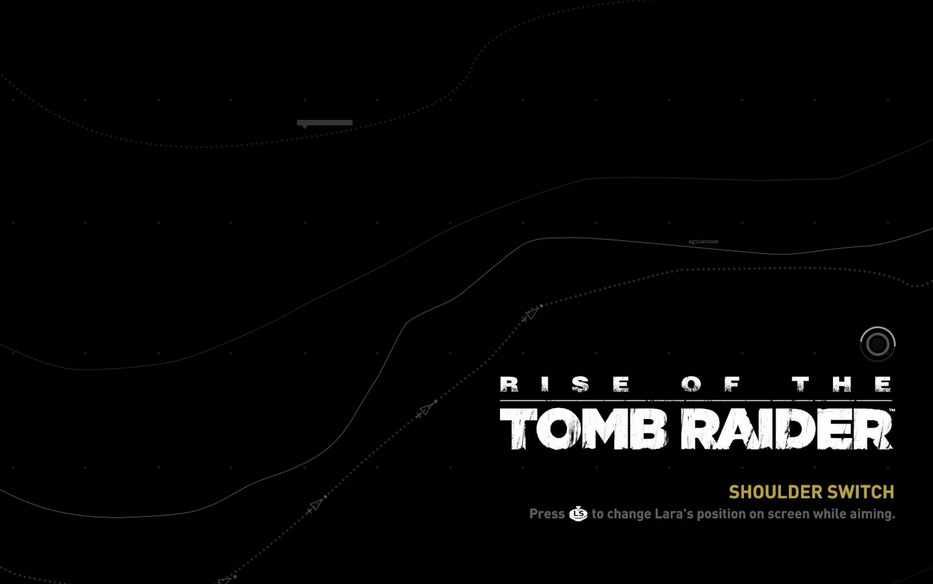 RISE OF THE
TOMB RAIDER™
SHOULDER SWITCH
Press LS to change Lara's position on screen while aiming.